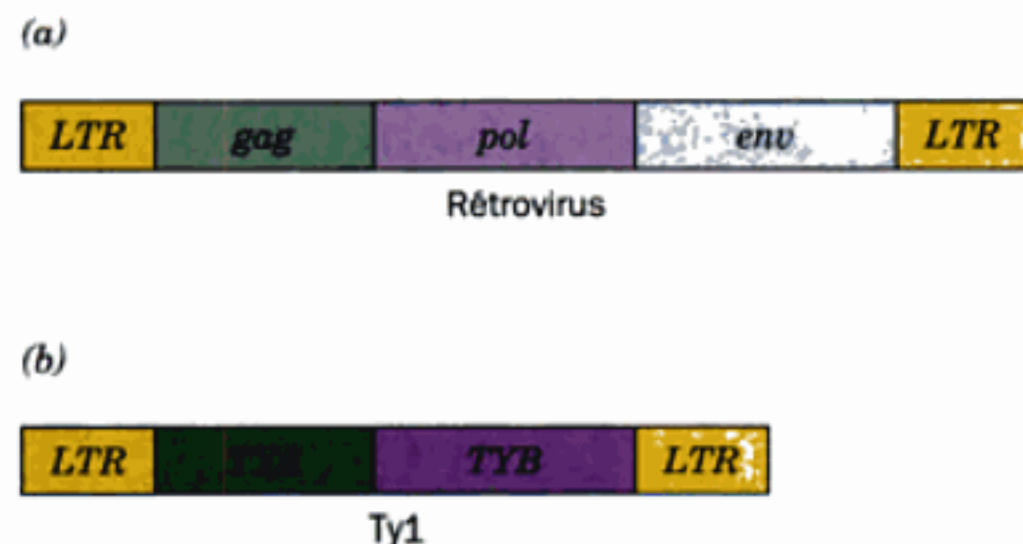 (a)
LTR gag pol env LTR
Rétrovirus
(b)
LTR TYB LTR
Ty1